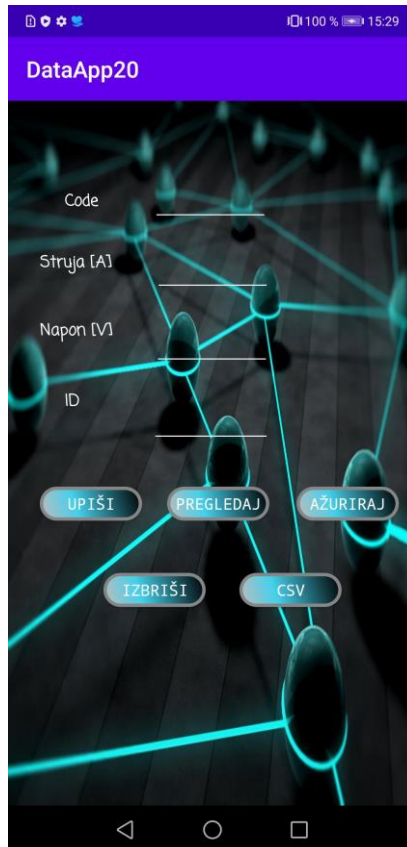 100 % 15:29
DataApp20
Code
Struja [A]
Napon [V]
ID
UPIŠI PREGLEDAJ AŽURIRAJ
IZBRIŠI CSV